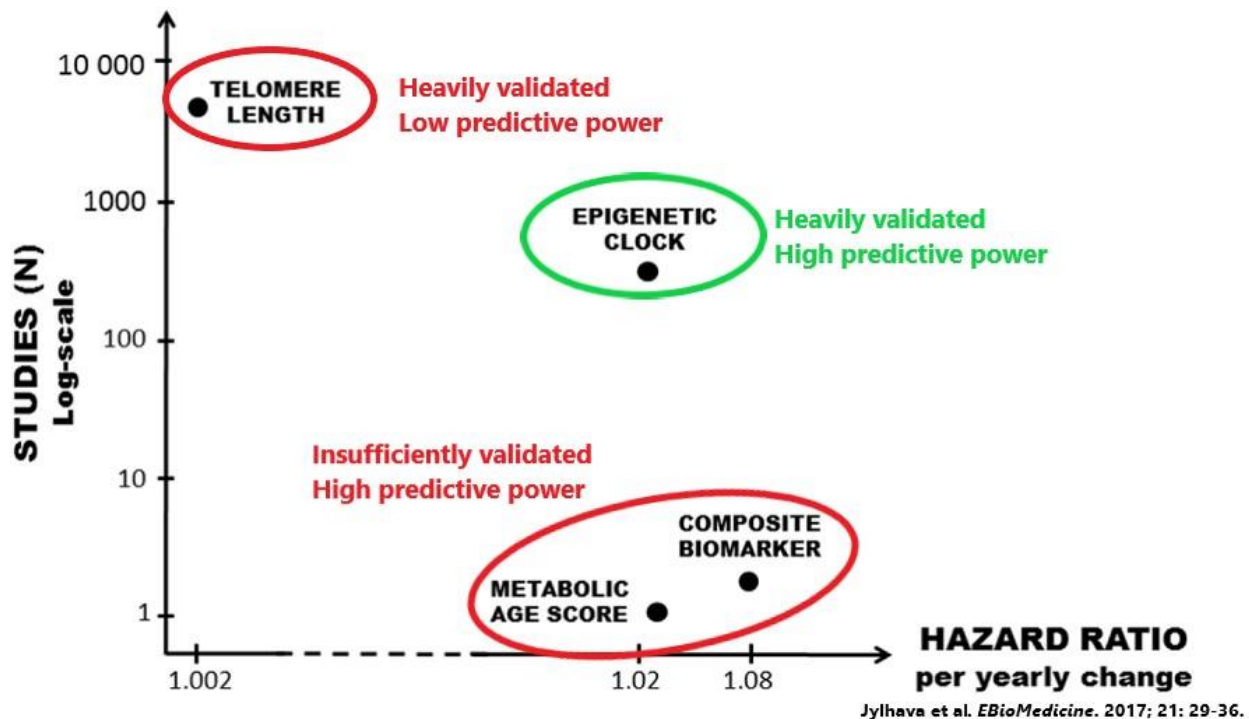 10 000
TELOMERE
LENGTH
Heavily validated
Low predictive power
1000
EPIGENETIC
CLOCK
Heavily validated
High predictive power
STUDIES (N)
Log-scale
100
Insufficiently validated
High predictive power
10
COMPOSITE
BIOMARKER
METABOLIC
AGE SCORE
1
HAZARD RATIO
per yearly change
1.002
1.02
1.08
Jylhava et al. EBioMedicine. 2017; 21: 29-36.